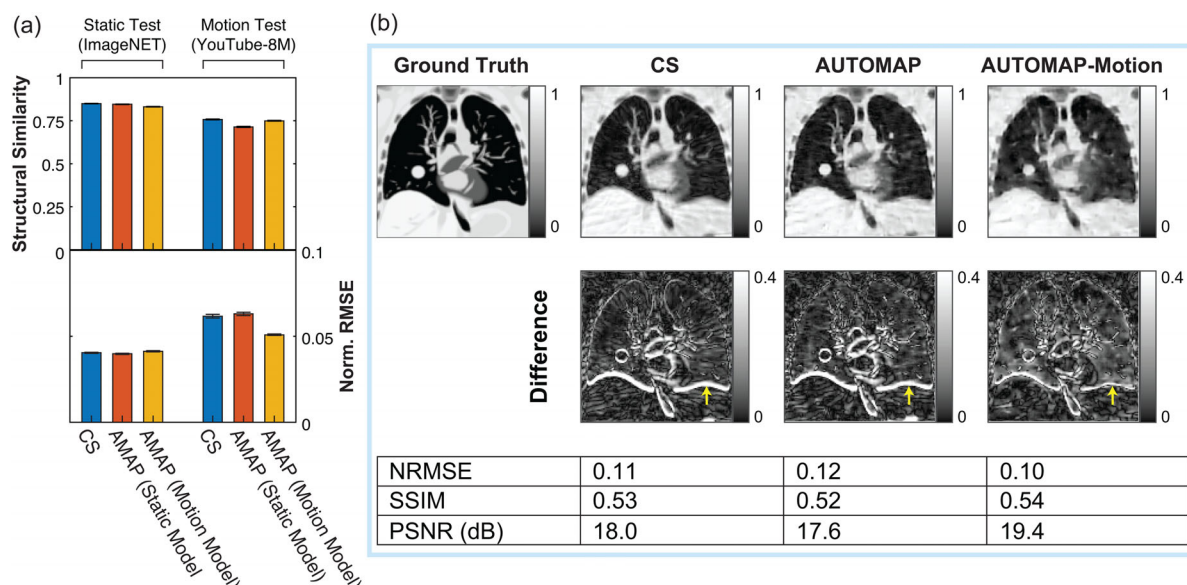 (a)
Static Test
(ImageNET)
Motion Test
(YouTube-8M)
Structural Similarity
1
0.75
0.5
0.25
0
Norm. RMSE
0.1
0.05
0
CS
AMAP (Static Model
AMAP (Motion Model)
CS
AMAP (Static Model)
AMAP (Motion Model)
(b)
Ground Truth
CS
AUTOMAP
AUTOMAP-Motion
1
0
1
0
1
0
1
0
Difference
0.4
0
0.4
0
0.4
0
NRMSE 0.11 0.12 0.10
SSIM 0.53 0.52 0.54
PSNR (dB) 18.0 17.6 19.4